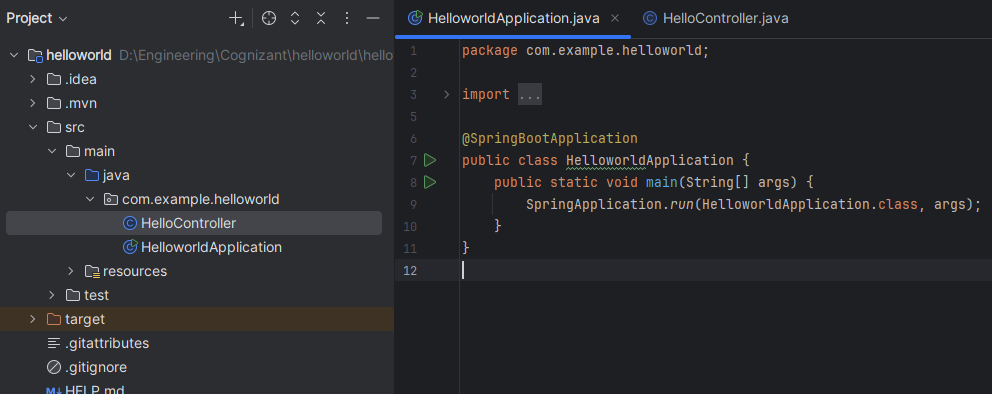 Project
helloworld D:\Engineering\Cognizant\helloworld\hello
.idea
.mvn
src
main
java
com.example.helloworld
HelloController
HelloworldApplication
resources
test
target
.gitattributes
.gitignore
HELP.md
HelloworldApplication.java
HelloController.java
1 package com.example.helloworld;
2
3 import ...
5
6 @SpringBootApplication
7 public class HelloworldApplication {
8 public static void main(String[] args) {
9 SpringApplication.run(HelloworldApplication.class, args);
10 }
11 }
12